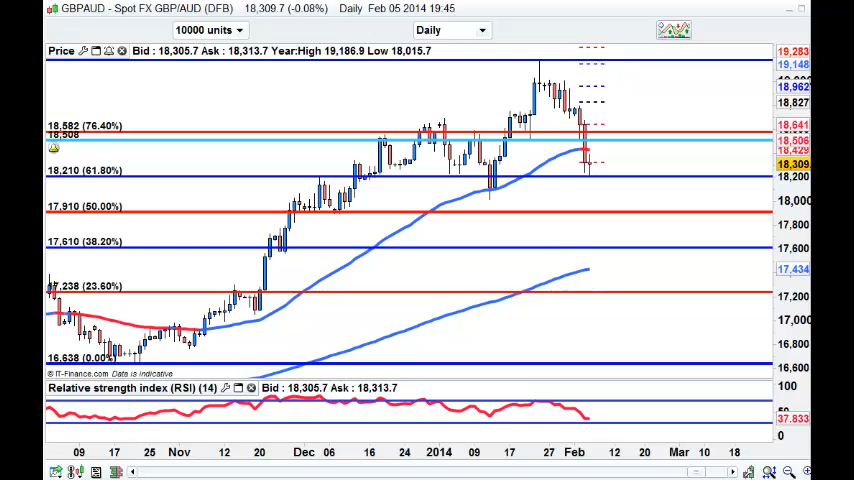 GBPAUD - Spot FX GBP/AUD (DFB) 18,309.7 (-0.08%) Daily Feb 05 2014 19:45
10000 units Daily
Price Bid : 18,305.7 Ask : 18,313.7 Year:High 19,186.9 Low 18,015.7
19,283
19,148
18,962
18,827
18,582 (76.40%) 18,641
18,508 18,506
18,429
18,309.
18,210 (61.80%) 18,200
18,000
17,910 (50.00%)
17,800
17,610 (38.20%) 17,600
17,434
17,238 (23.60%)
17,200
17,000
16,800
16,638 (0.00%)
16,600
© IT-Finance.com Data is indicative
Relative strength index (RSI) (14) Bid : 18,305.7 Ask : 18,313.7
100
50
37.833
0
09 16 25 Nov 12 24 Dec 06 16 24 2014 09 17 27 Feb 12 20 Mar 10 18